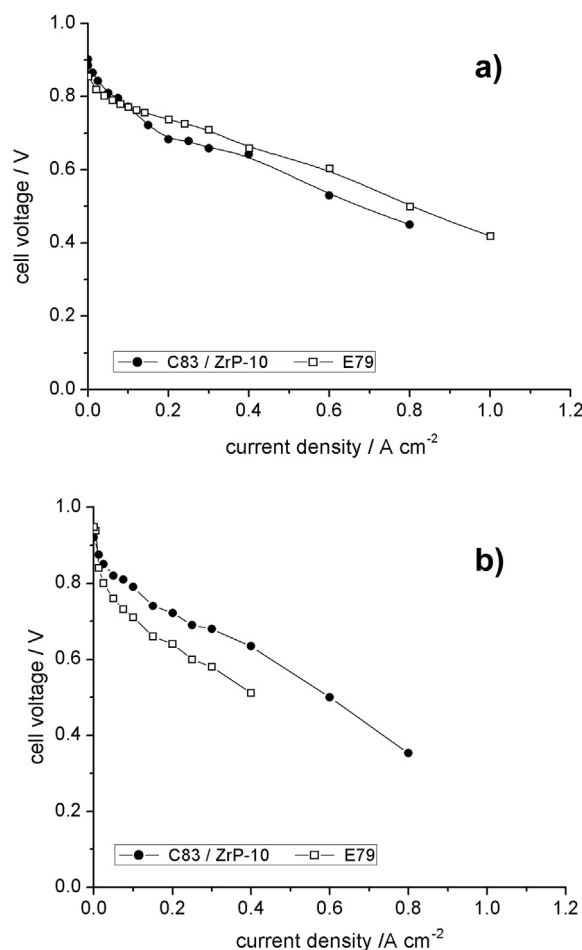 a)
1.0
0.8
0.6
0.4
0.2
0.0
cell voltage / V
C83 / ZrP-10 E79
0.0 0.2 0.4 0.6 0.8 1.0 1.2
current density / A cm-2
b)
1.0
0.8
0.6
0.4
0.2
0.0
cell voltage / V
C83 / ZrP-10 E79
0.0 0.2 0.4 0.6 0.8 1.0 1.2
current density /A cm-2